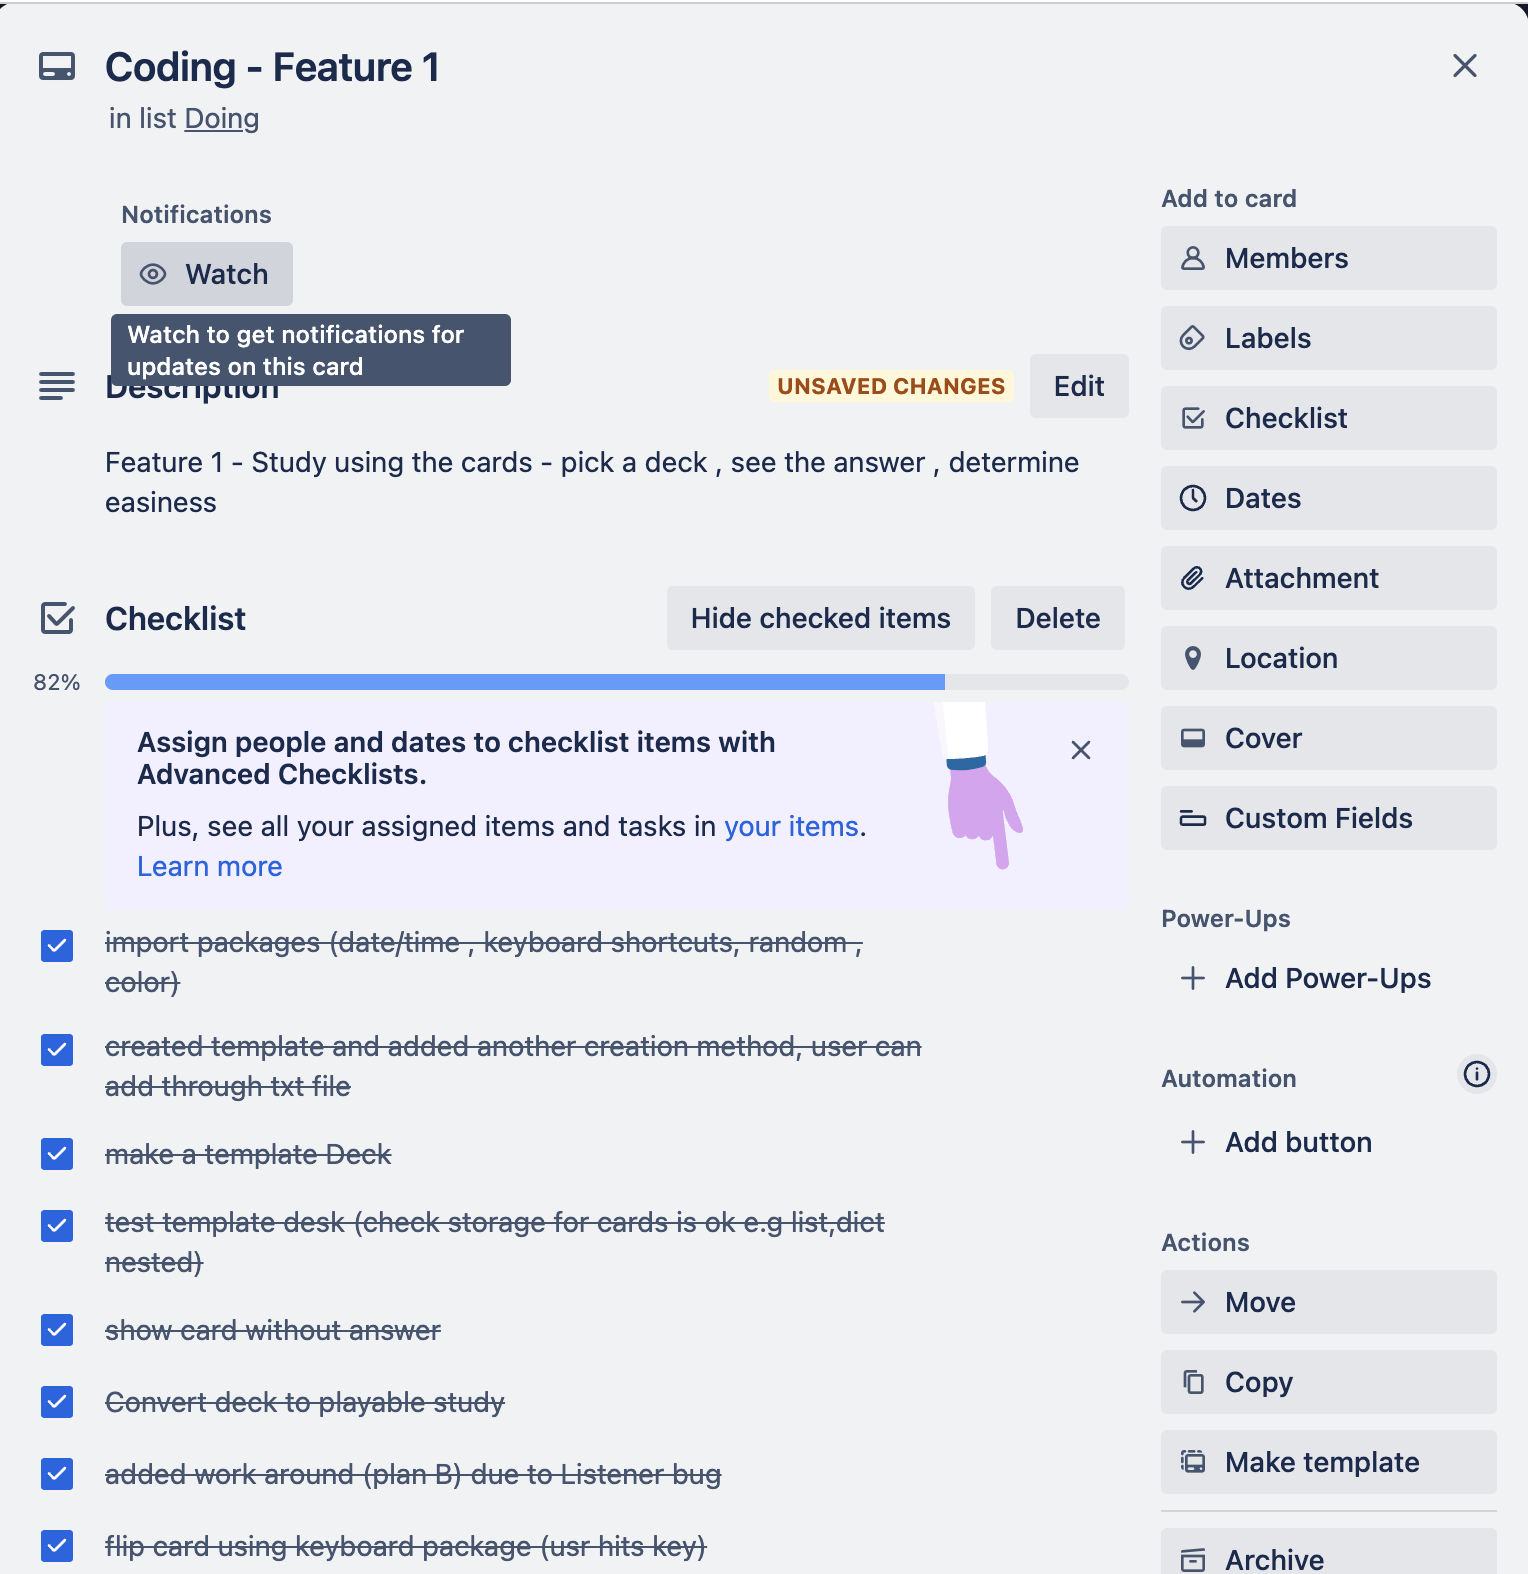 Coding - Feature 1
in list Doing
Notifications
Watch
Watch to get notifications for
updates on this card
Description
UNSAVED CHANGES
Edit
Feature 1 - Study using the cards - pick a deck , see the answer , determine
easiness
Checklist
Hide checked items
Delete
82%
Assign people and dates to checklist items with
Advanced Checklists.
Plus, see all your assigned items and tasks in your items.
Learn more
import packages (date/time , keyboard shortcuts, random ,
color)
created template and added another creation method, user can
add through txt file
make a template Deck
test template desk (check storage for cards is ok e.g list,dict
nested)
show card without answer
Convert deck to playable study
added work around (plan B) due to Listener bug
flip card using keyboard package (usr hits key)
Add to card
Members
Labels
Checklist
Dates
Attachment
Location
Cover
Custom Fields
Power-Ups
Add Power-Ups
Automation
Add button
Actions
Move
Copy
Make template
Archive